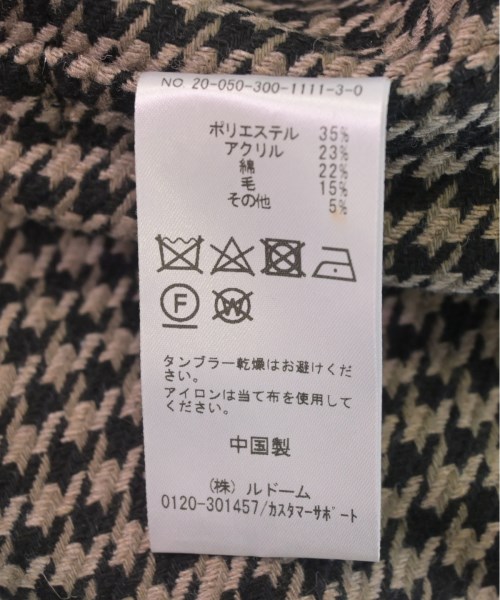 NO. 20-050-300-1111-3-0
ポリエステル 35%
アクリル 23%
綿 22%
毛 15%
その他 5%
F W
タンブラー乾燥はお避けくだ
さい。
アイロンは当て布を使用して
ください。
中国製
(株) ルドーム
0120-301457/カスタマーサポート